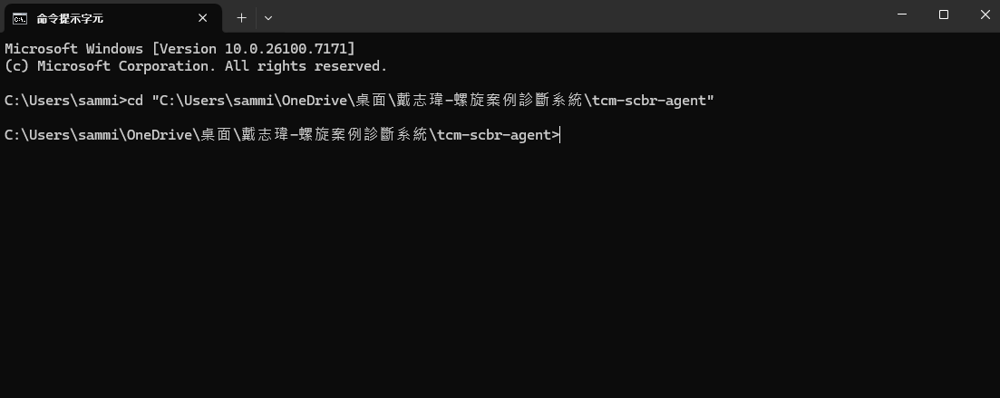 命令提示字元
Microsoft Windows [Version 10.0.26100.7171]
(c) Microsoft Corporation. All rights reserved.
C:\Users\sammi>cd "C:\Users\sammi\OneDrive\桌面\戴志瑋-螺旋案例診斷系統\tcm-scbr-agent"
C:\Users\sammi\OneDrive\桌面\戴志瑋-螺旋案例診斷系統\tcm-scbr-agent>